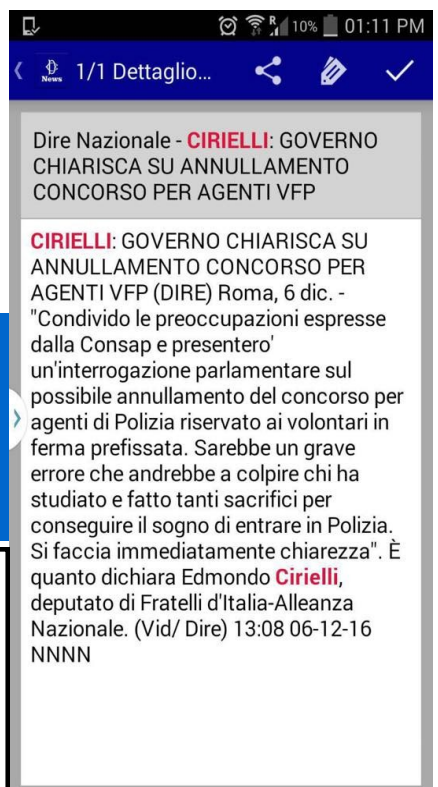 R
10% 01:11 PM
News 1/1 Dettaglio...
Dire Nazionale - CIRIELLI: GOVERNO
CHIARISCA SU ANNULLAMENTO
CONCORSO PER AGENTI VFP
CIRIELLI: GOVERNO CHIARISCA SU
ANNULLAMENTO CONCORSO PER
AGENTI VFP (DIRE) Roma, 6 dic. -
"Condivido le preoccupazioni espresse
dalla Consap e presentero'
un'interrogazione parlamentare sul
possibile annullamento del concorso per
agenti di Polizia riservato ai volontari in
ferma prefissata. Sarebbe un grave
errore che andrebbe a colpire chi ha
studiato e fatto tanti sacrifici per
conseguire il sogno di entrare in Polizia.
Si faccia immediatamente chiarezza". È
quanto dichiara Edmondo Cirielli,
deputato di Fratelli d'Italia-Alleanza
Nazionale. (Vid/ Dire) 13:08 06-12-16
NNNN